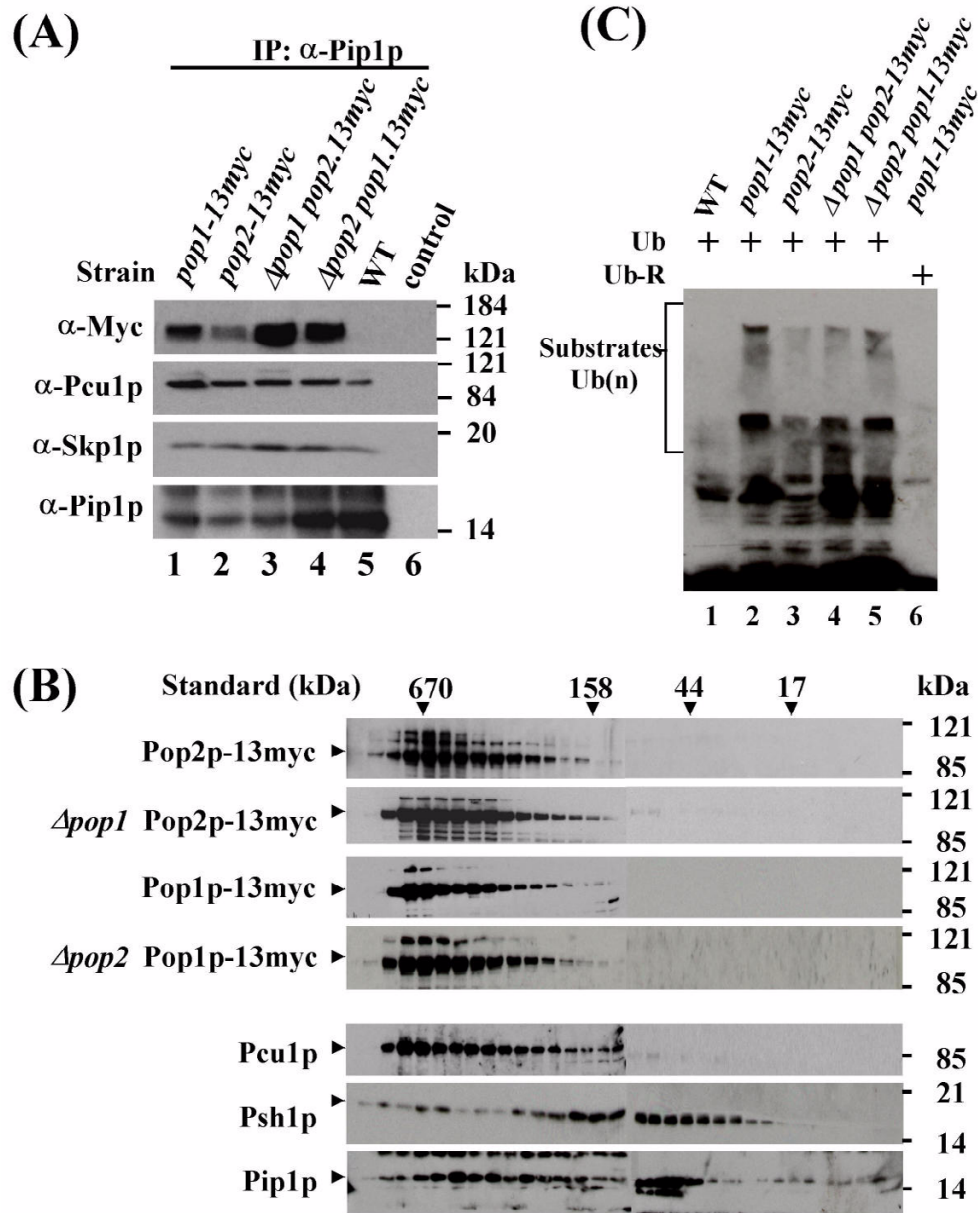 (A)
IP: α-Pip1p
Strain
pop1-13myc
pop2-13myc
Δpop1 pop2.13myc
Δpop2 pop1.13myc
WT
control
kDa
α-Myc
184
121
α-Pcu1p
121
84
α-Skp1p
20
α-Pip1p
14
1 2 3 4 5 6
(C)
WT
pop1-13myc
pop2-13myc
Δpop1 pop2-13myc
Δpop2 pop1-13myc
pop1-13myc
Ub + + + + +
Ub-R +
Substrates
Ub(n)
1 2 3 4 5 6
(B)
Standard (kDa) 670 158 44 17 kDa
Pop2p-13myc
121
85
Δpop1 Pop2p-13myc
121
85
Pop1p-13myc
121
85
Δpop2 Pop1p-13myc
121
85
Pcu1p
85
Psh1p
21
14
Pip1p
14